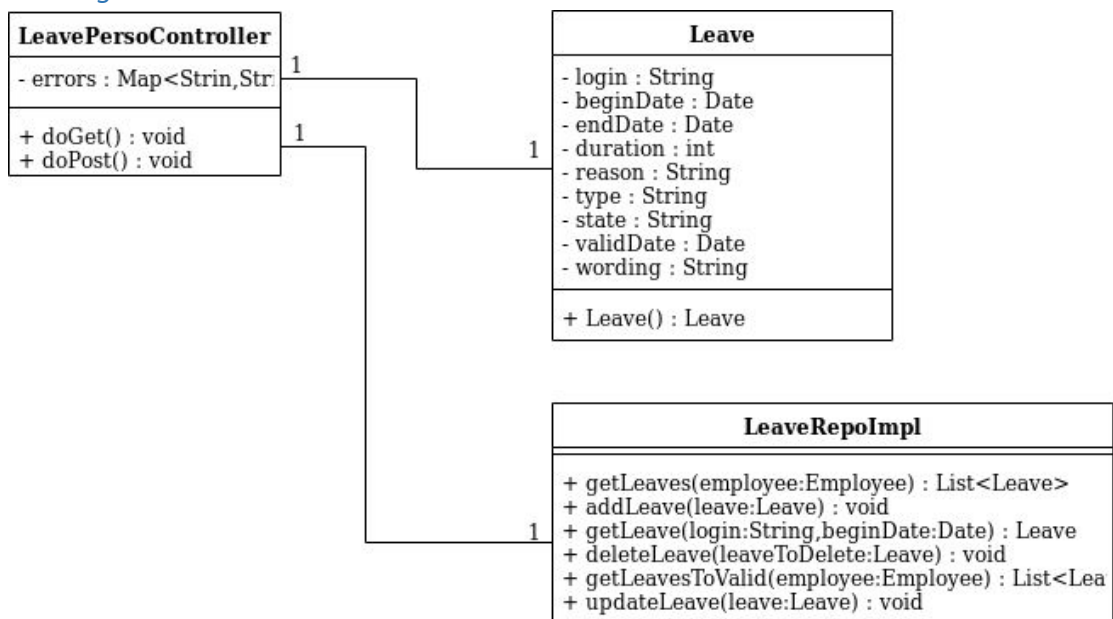 LeavePersoController
- errors : Map<Strin,Stri
+ doGet() : void
+ doPost() : void
1
1
Leave
- login : String
- beginDate : Date
- endDate : Date
- duration : int
- reason : String
- type : String
- state : String
- validDate : Date
- wording : String
+ Leave() : Leave
1
LeaveRepoImpl
+ getLeaves(employee:Employee) : List<Leave>
+ addLeave(leave:Leave) : void
+ getLeave(login:String,beginDate:Date) : Leave
+ deleteLeave(leaveToDelete:Leave) : void
+ getLeavesToValid(employee:Employee) : List<Lea
+ updateLeave(leave:Leave) : void
1